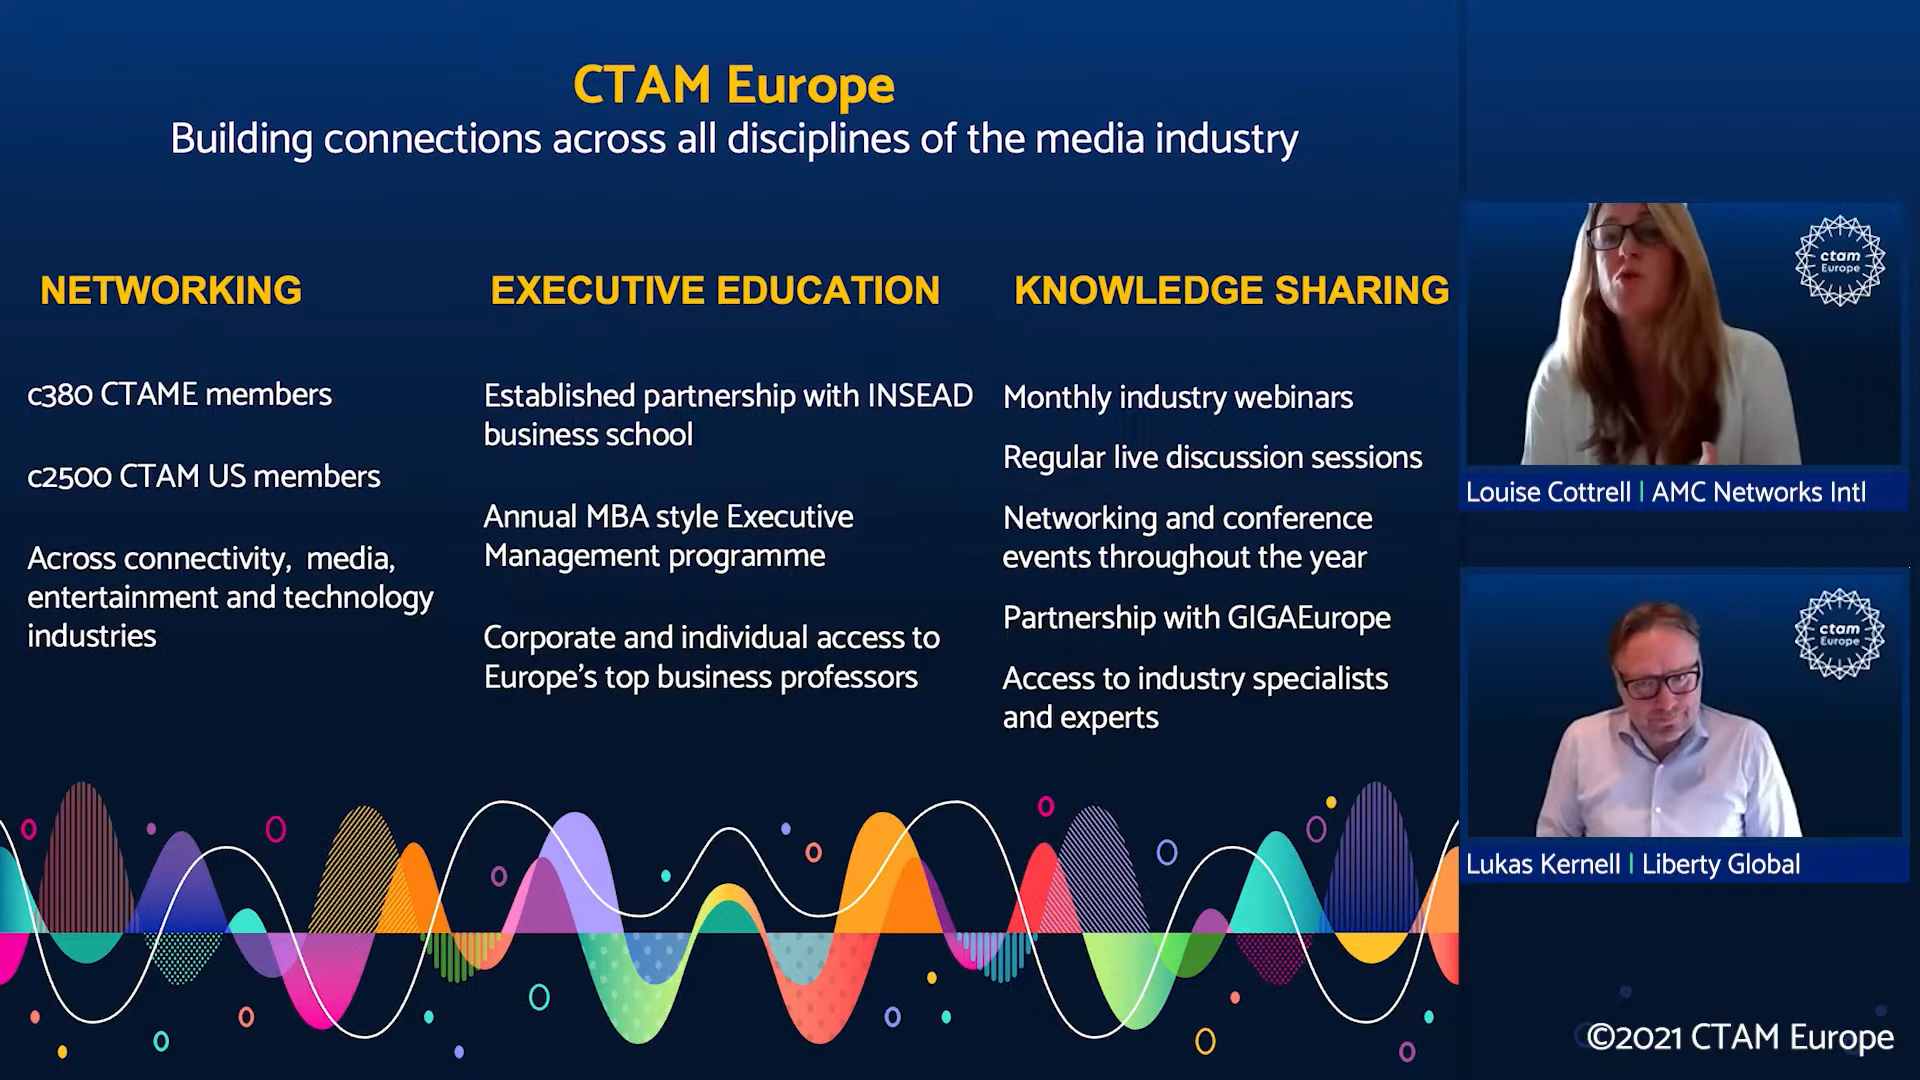 CTAM Europe
Building connections across all disciplines of the media industry
NETWORKING
c380 CTAME members
c2500 CTAM US members
Across connectivity,  media,
entertainment and technology
industries
EXECUTIVE EDUCATION
Established partnership with INSEAD
business school
Annual MBA style Executive
Management programme
Corporate and individual access to
Europe’s top business professors
KNOWLEDGE SHARING
Monthly industry webinars
Regular live discussion sessions
Networking and conference
events throughout the year
Partnership with GIGAEurope
Access to industry specialists
and experts
ctam
Europe
Louise Cottrell | AMC Networks Intl
ctam
Europe
Lukas Kernell | Liberty Global
©2021 CTAM Europe